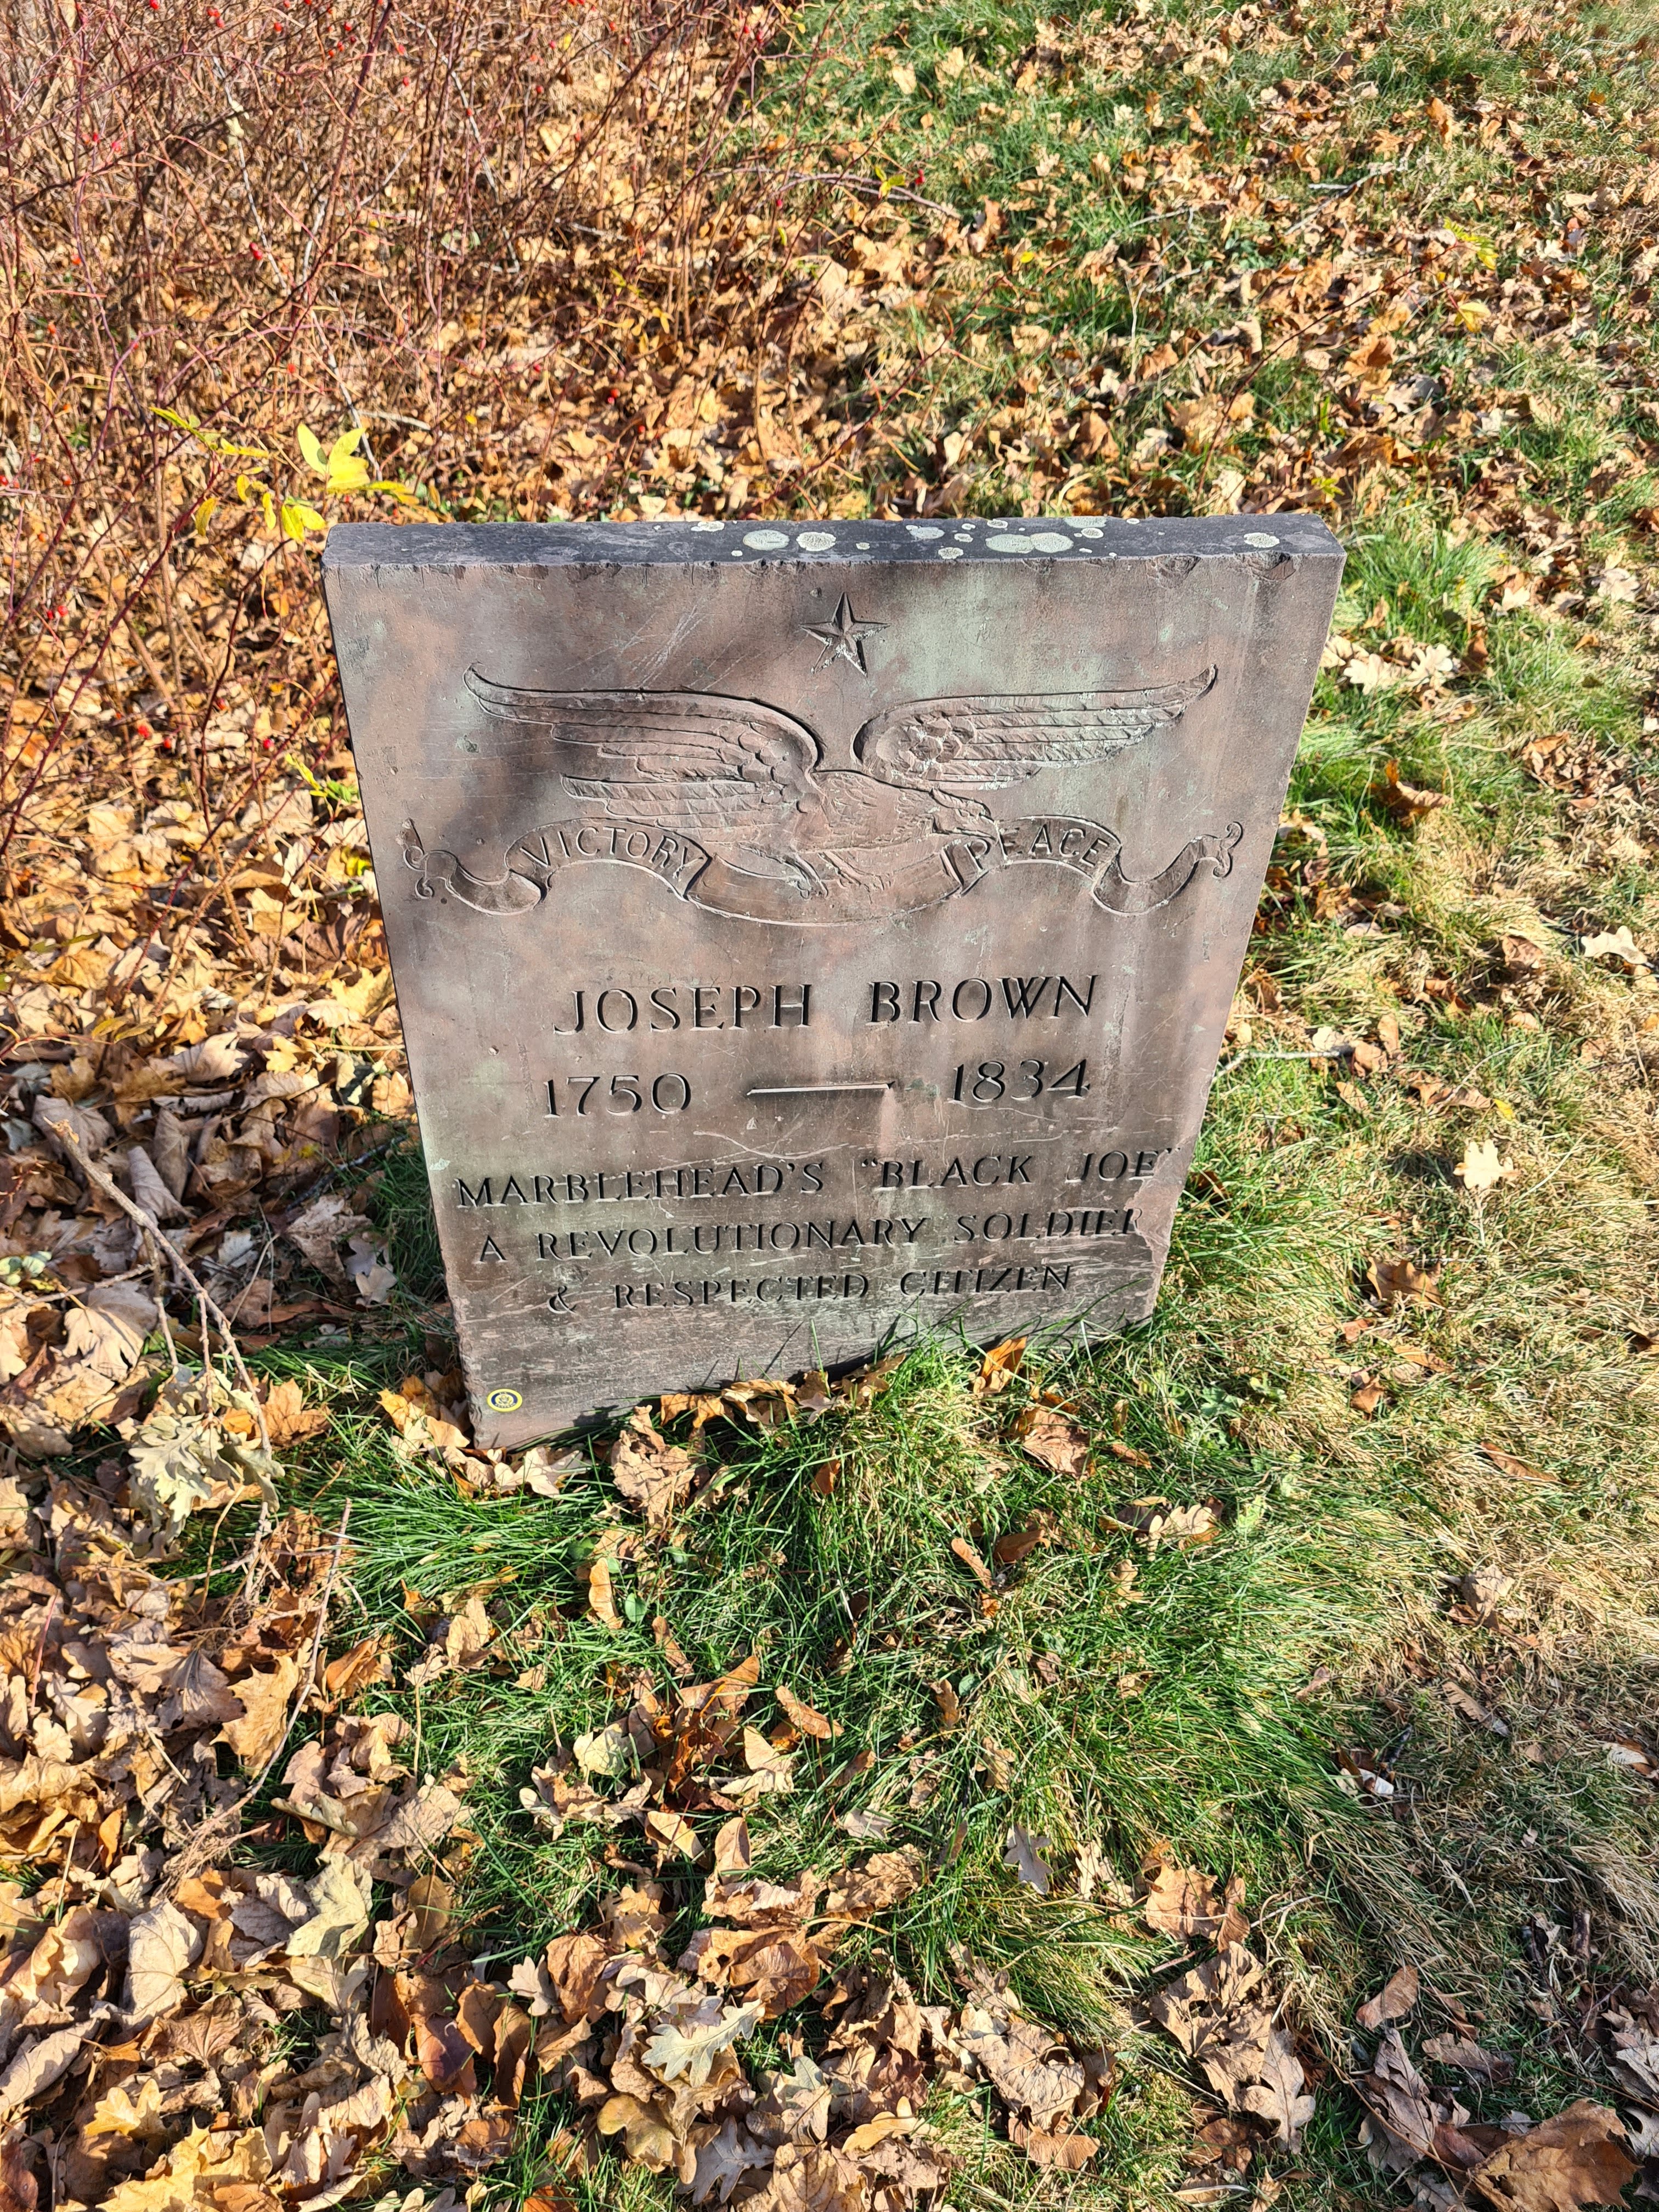 VICTORY PEACE
JOSEPH BROWN
1750 — 1834
MARBLEHEAD'S "BLACK JOE"
A REVOLUTIONARY SOLDIER
& RESPECTED CITIZEN